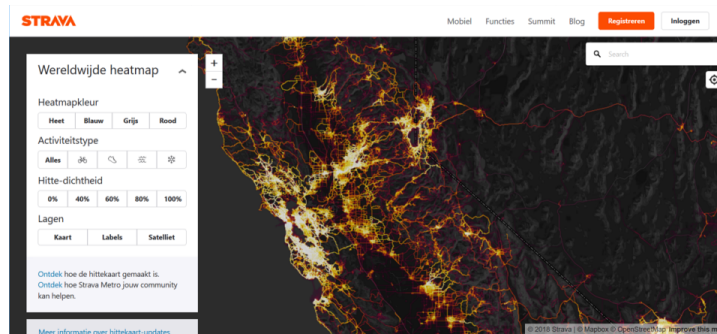 STRAVA
Mobiel Functies Summit Blog Registreren Inloggen
Search
Wereldwijde heatmap
+
−
Heatmapkleur
Heet Blauw Grijs Rood
Activiteitstype
Alles
Hitte-dichtheid
0% 40% 60% 80% 100%
Lagen
Kaart Labels Satelliet
Ontdek hoe de hittekaart gemaakt is.
Ontdek hoe Strava Metro jouw community
kan helpen.
Meer informatie over hittekaart-updates
© 2018 Strava | © Mapbox © OpenStreetMap Improve this m